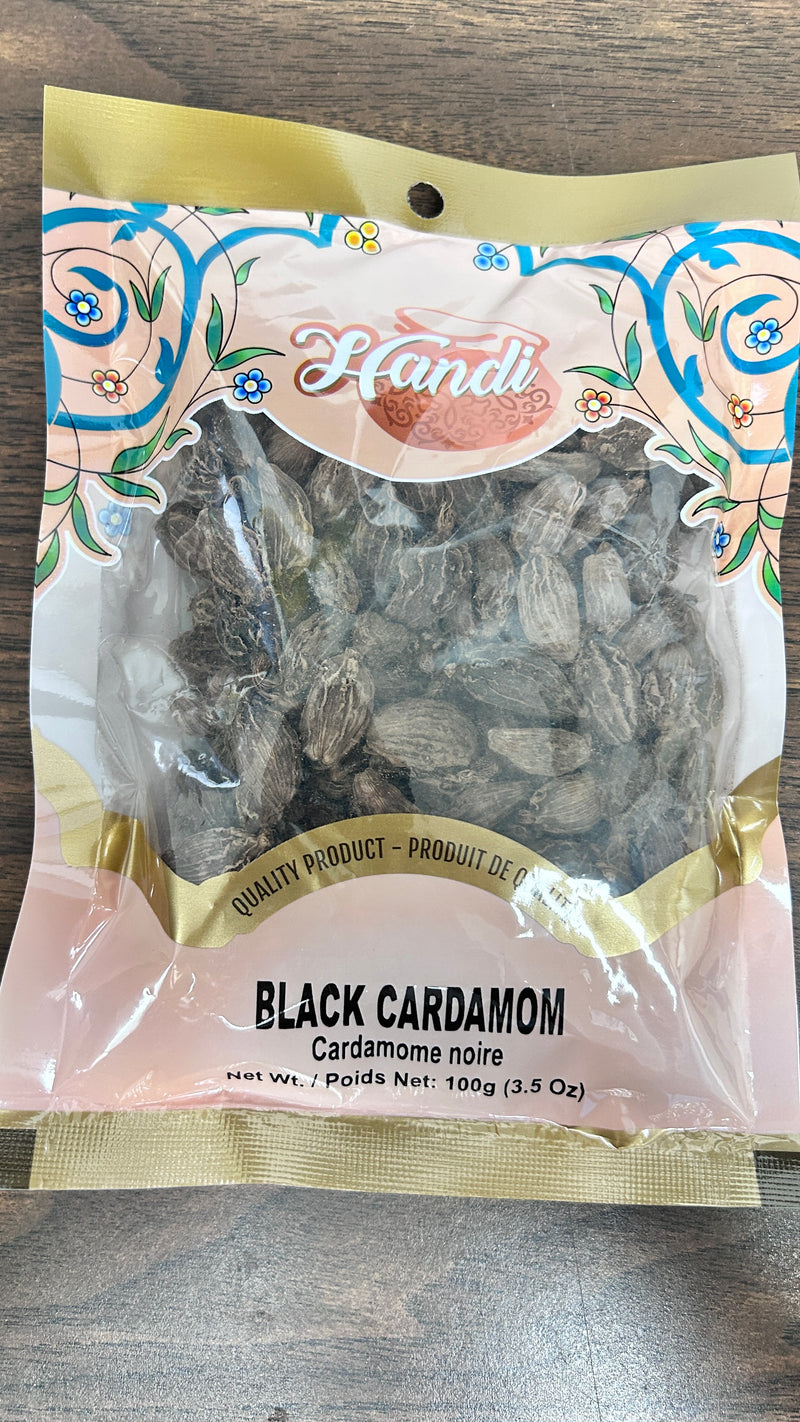 Handi
QUALITY PRODUCT - PRODUIT DE
BLACK CARDAMOM
Cardamome noire
Net Wt. / Poids Net: 100g (3.5 Oz)